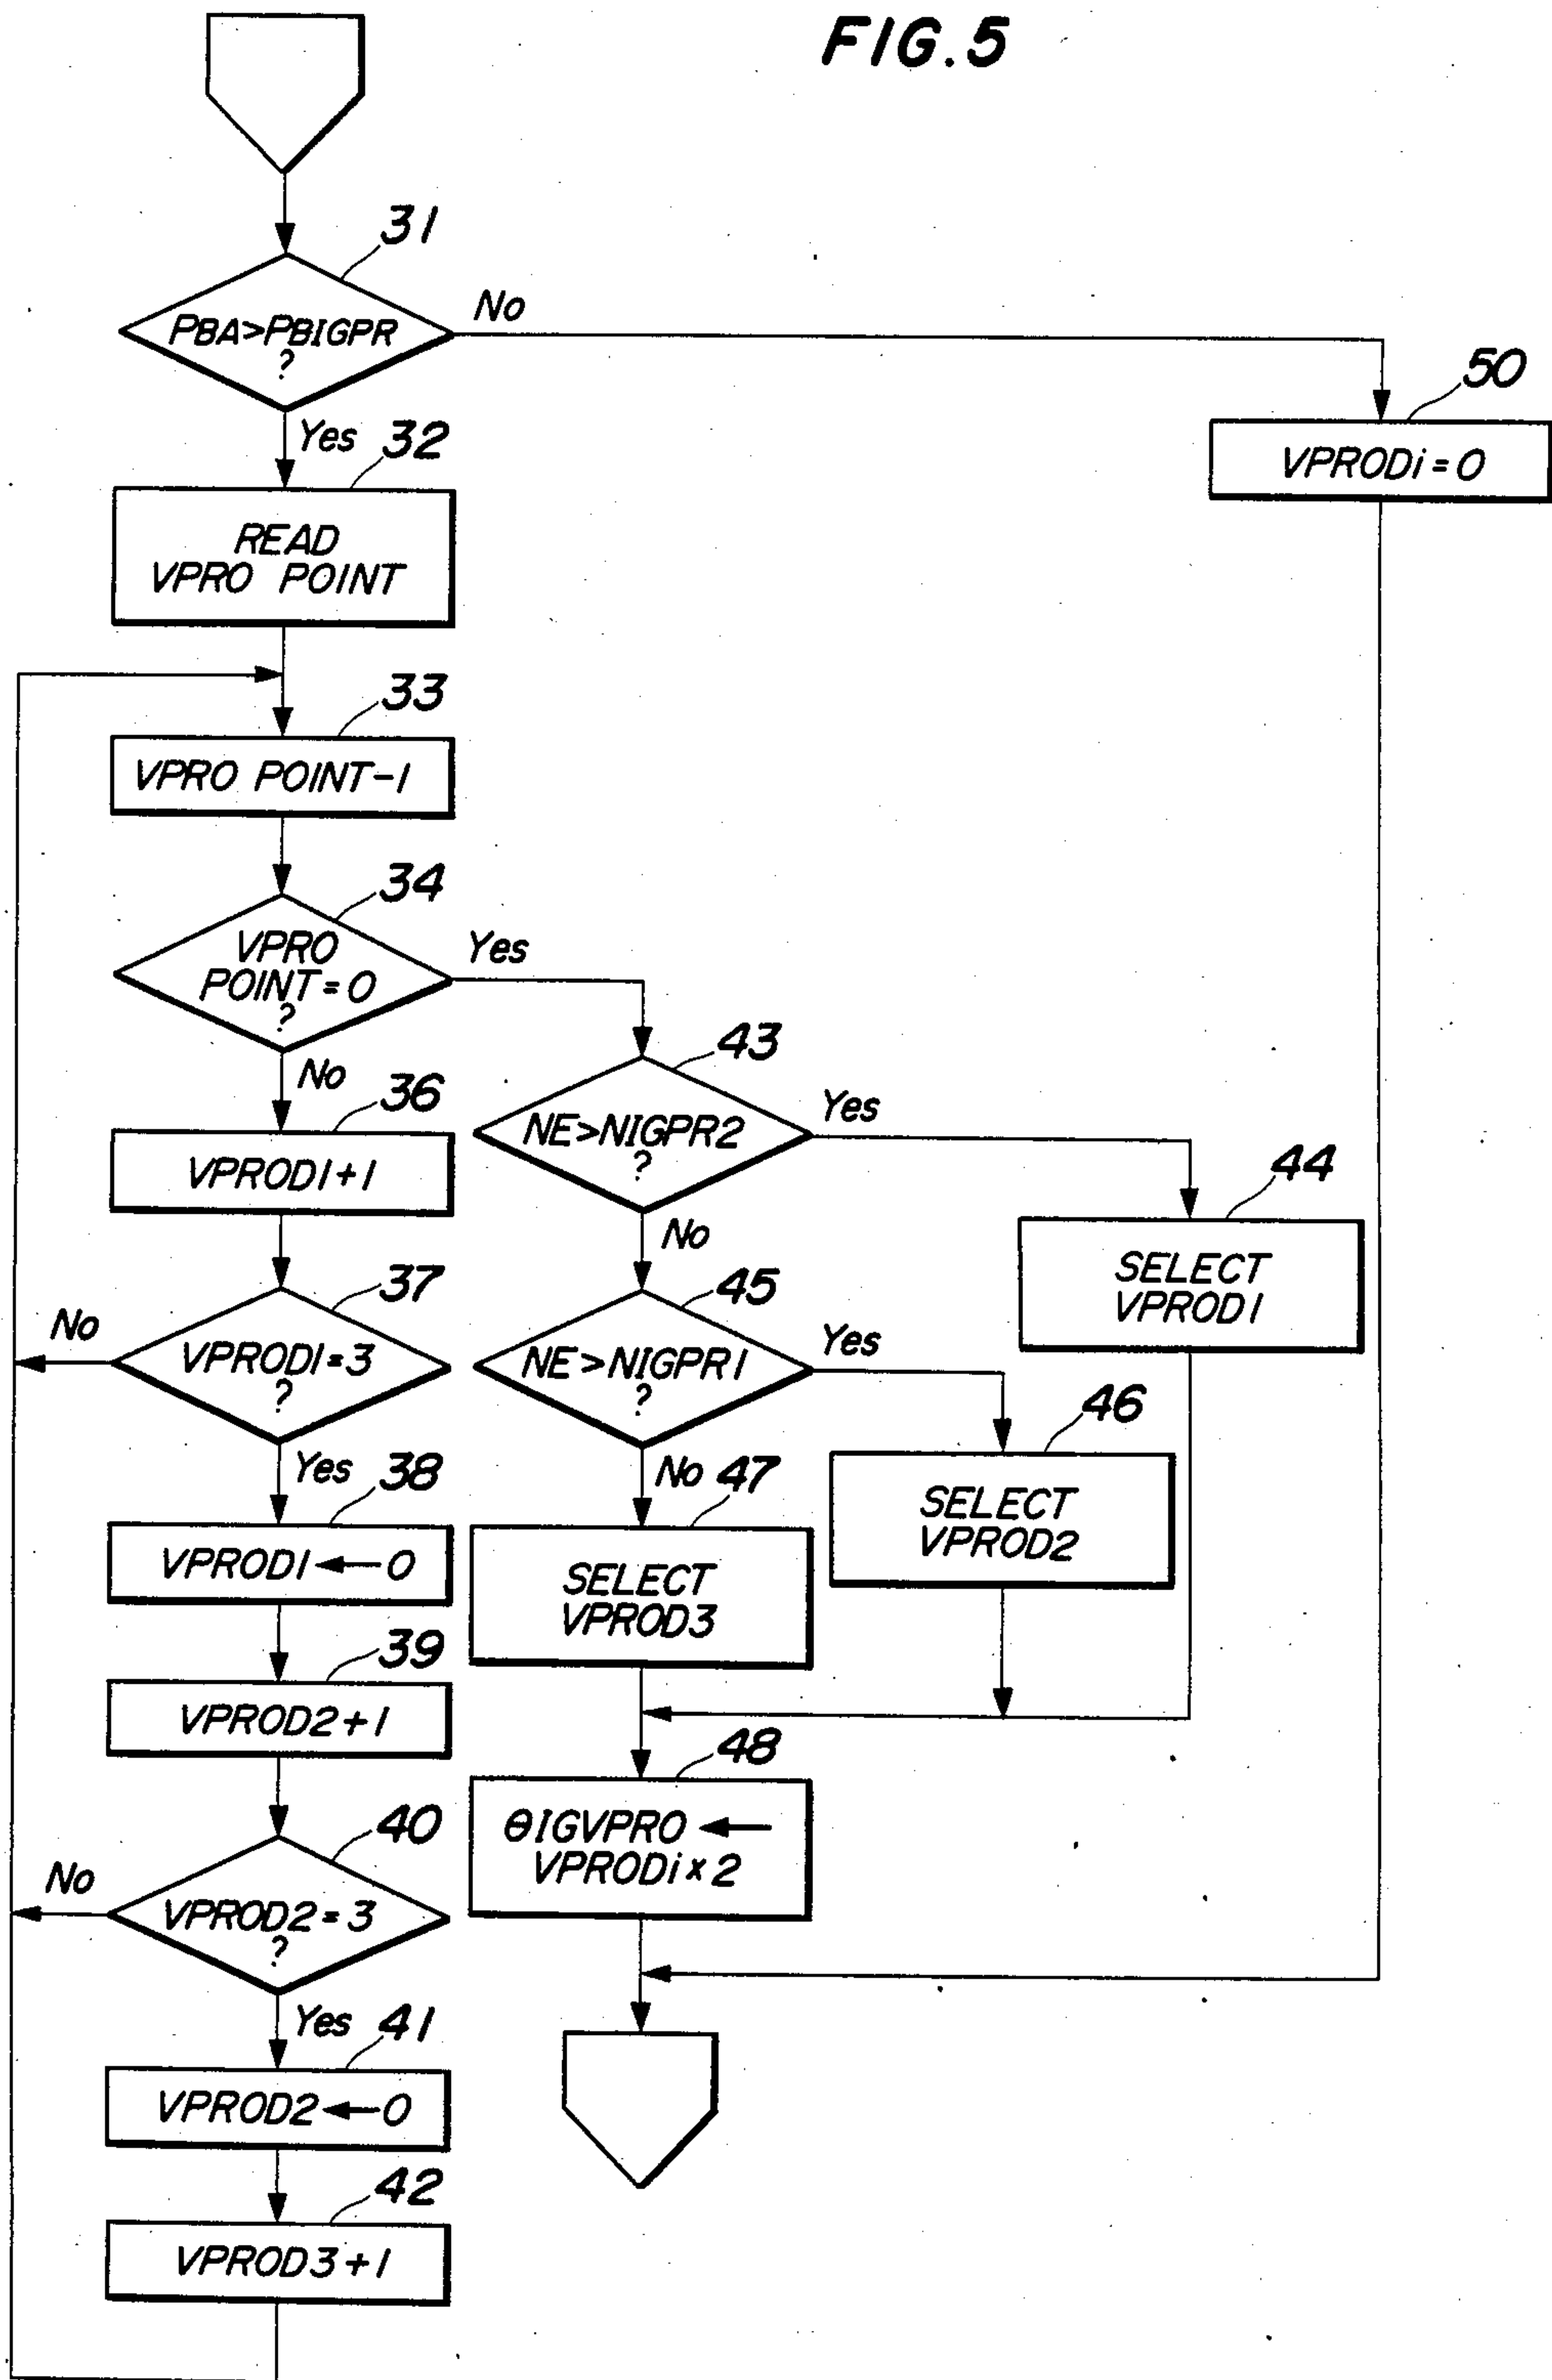 FIG.5
31
PBA>PBIGPR
?
No
Yes
50
VPRODi=0
32
READ
VPRO POINT
33
VPRO POINT-1
34
VPRO
POINT=0
?
Yes
No
43
NE>NIGPR2
?
Yes
No
36
VPROD1+1
44
SELECT
VPROD1
37
VPROD1=3
?
No
Yes
45
NE>NIGPR1
?
Yes
No
46
SELECT
VPROD2
38
VPROD1←0
47
SELECT
VPROD3
39
VPROD2+1
48
θIGVPRO←
VPRODi×2
40
VPROD2=3
?
No
Yes
41
VPROD2←0
42
VPROD3+1